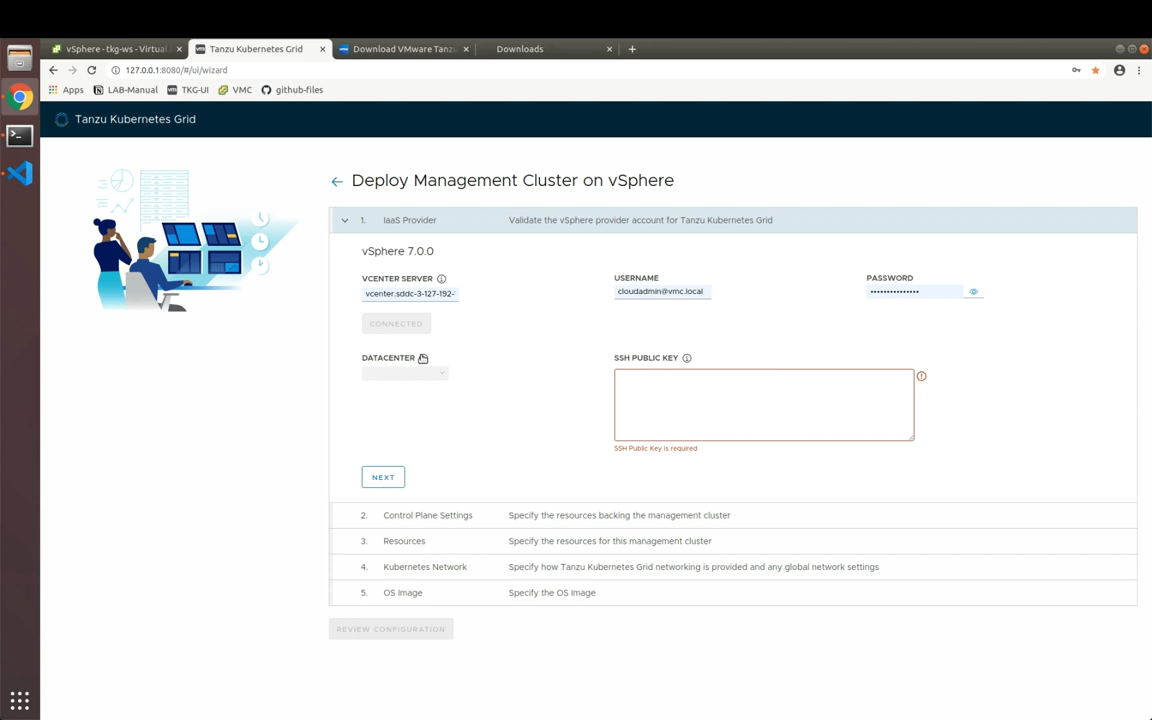 vSphere - tkg-ws - Virtual
Tanzu Kubernetes Grid
Download VMware Tanzu
Downloads
127.0.0.1:8080/#/ui/wizard
Apps
LAB-Manual
TKG-UI
VMC
github-files
Tanzu Kubernetes Grid
Deploy Management Cluster on vSphere
1. IaaS Provider Validate the vSphere provider account for Tanzu Kubernetes Grid
vSphere 7.0.0
VCENTER SERVER USERNAME PASSWORD
vcenter.sddc-3-127-192- cloudadmin@vmc.local •••••••••••••••
CONNECTED
DATACENTER SSH PUBLIC KEY
SSH Public Key is required
NEXT
2. Control Plane Settings Specify the resources backing the management cluster
3. Resources Specify the resources for this management cluster
4. Kubernetes Network Specify how Tanzu Kubernetes Grid networking is provided and any global network settings
5. OS Image Specify the OS Image
REVIEW CONFIGURATION